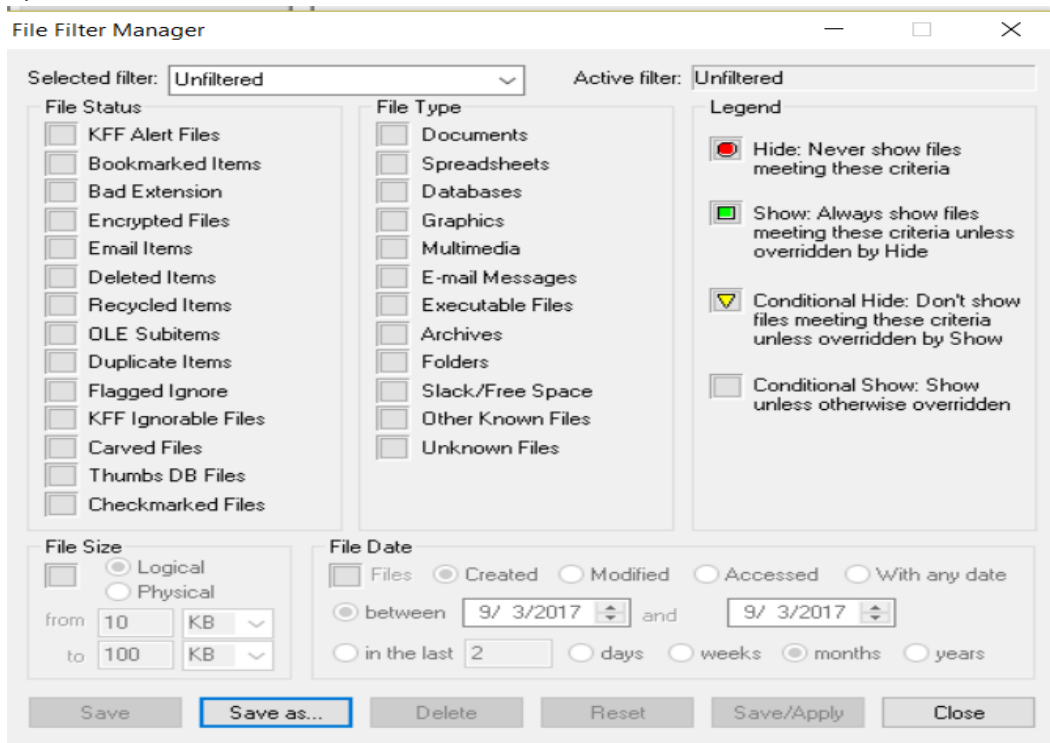 File Filter Manager
Selected filter: Unfiltered
Active filter: Unfiltered
File Status
KFF Alert Files
Bookmarked Items
Bad Extension
Encrypted Files
Email Items
Deleted Items
Recycled Items
OLE Subitems
Duplicate Items
Flagged Ignore
KFF Ignorable Files
Carved Files
Thumbs DB Files
Checkmarked Files
File Type
Documents
Spreadsheets
Databases
Graphics
Multimedia
E-mail Messages
Executable Files
Archives
Folders
Slack/Free Space
Other Known Files
Unknown Files
Legend
Hide: Never show files
meeting these criteria
Show: Always show files
meeting these criteria unless
overridden by Hide
Conditional Hide: Don't show
files meeting these criteria
unless overridden by Show
Conditional Show: Show
unless otherwise overridden
File Size
Logical
Physical
from 10 KB
to 100 KB
File Date
Files Created Modified Accessed With any date
between 9/ 3/2017 and 9/ 3/2017
in the last 2 days weeks months years
Save Save as... Delete Reset Save/Apply Close